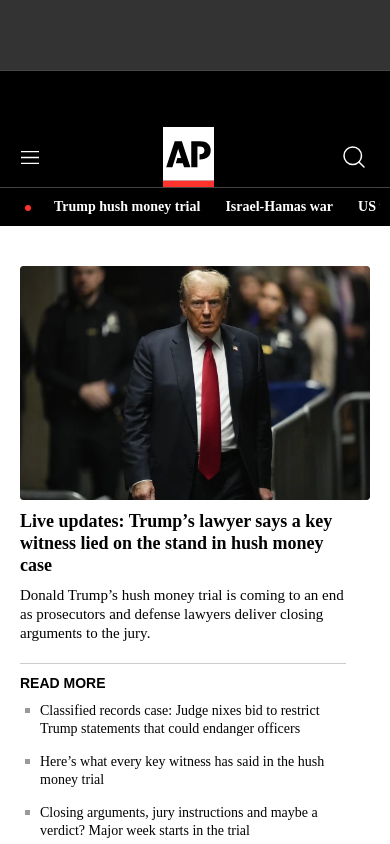 AP
Trump hush money trial Israel-Hamas war US
Live updates: Trump’s lawyer says a key
witness lied on the stand in hush money
case
Donald Trump’s hush money trial is coming to an end
as prosecutors and defense lawyers deliver closing
arguments to the jury.
READ MORE
Classified records case: Judge nixes bid to restrict
Trump statements that could endanger officers
Here’s what every key witness has said in the hush
money trial
Closing arguments, jury instructions and maybe a
verdict? Major week starts in the trial